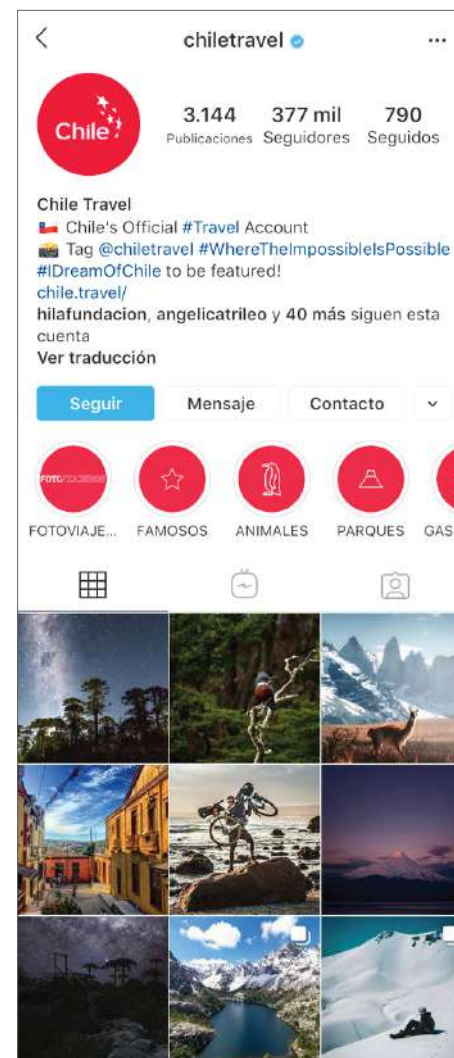 chiletravel
Chile
3.144 377 mil 790
Publicaciones Seguidores Seguidos
Chile Travel
Chile's Official #Travel Account
Tag @chiletravel #WhereTheImpossibleIsPossible
#IDreamOfChile to be featured!
chile.travel/
hilafundacion, angelicatrileo y 40 más siguen esta
cuenta
Ver traducción
Seguir Mensaje Contacto
FOTOVIAJE... FAMOSOS ANIMALES PARQUES GAS